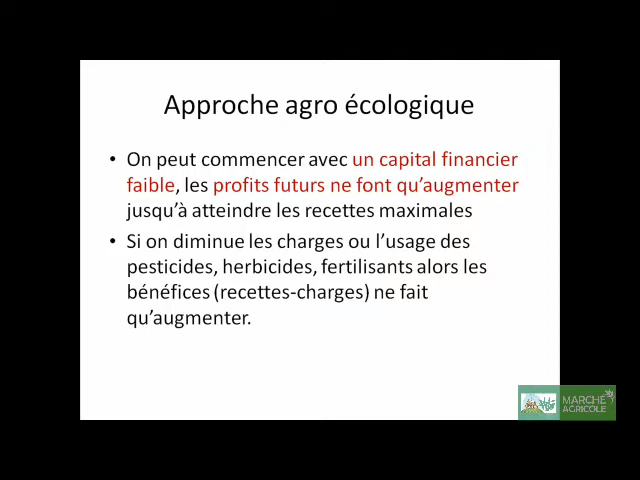 Approche agro écologique
• On peut commencer avec un capital financier
faible, les profits futurs ne font qu'augmenter
jusqu'à atteindre les recettes maximales
• Si on diminue les charges ou l'usage des
pesticides, herbicides, fertilisants alors les
bénéfices (recettes-charges) ne fait
qu'augmenter.
MARCHÉ
AGRICOLE